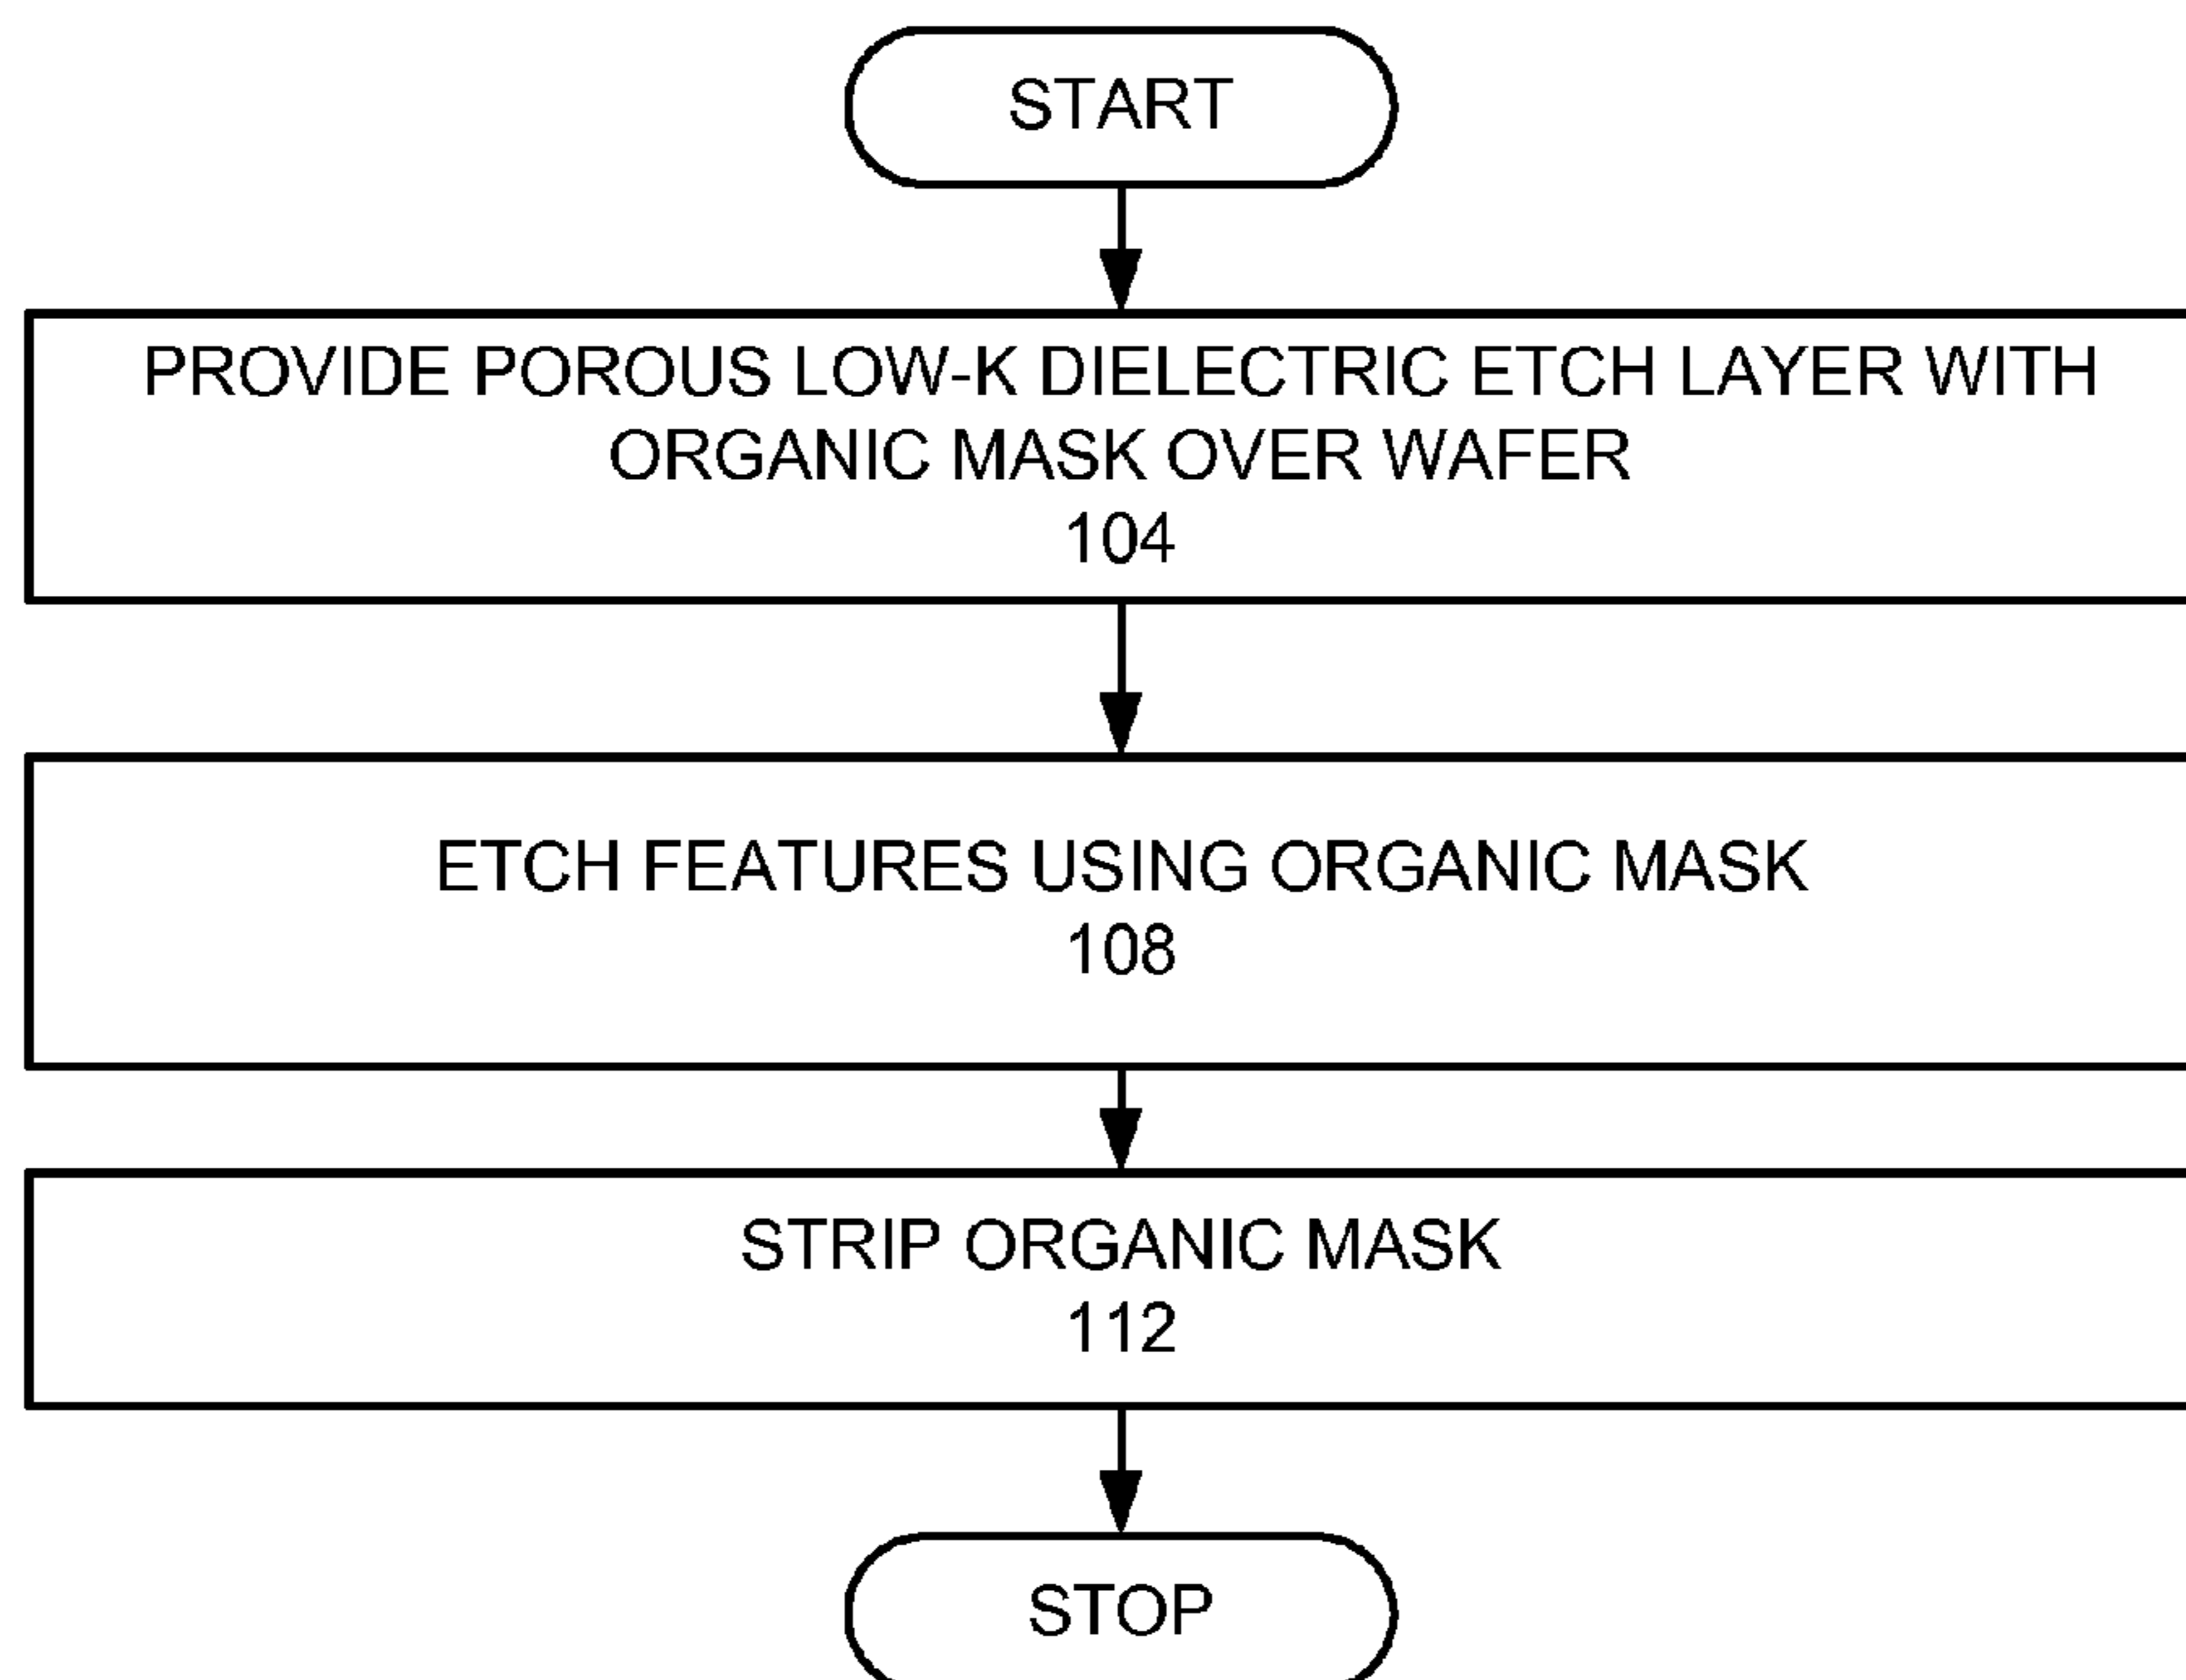 START
PROVIDE POROUS LOW-K DIELECTRIC ETCH LAYER WITH
ORGANIC MASK OVER WAFER
104
ETCH FEATURES USING ORGANIC MASK
108
STRIP ORGANIC MASK
112
STOP